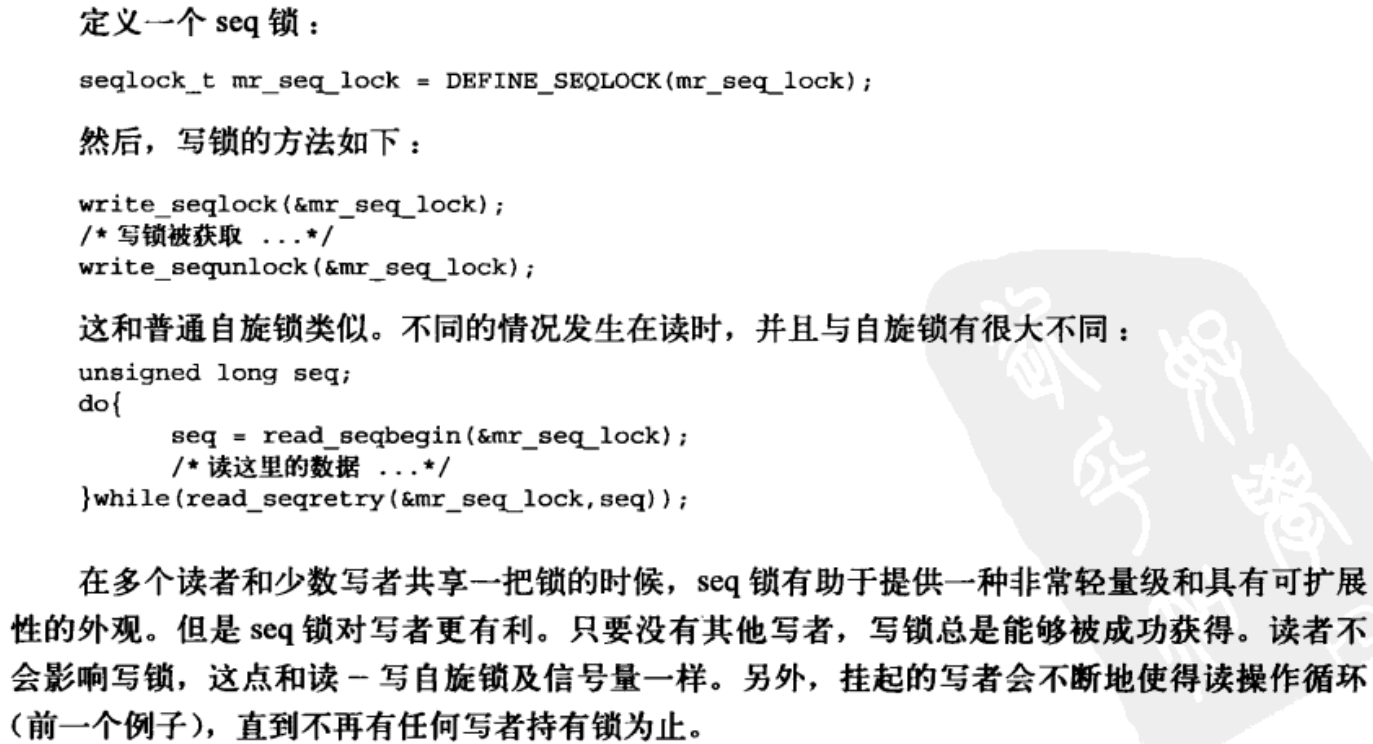 定义一个 seq 锁：
seqlock_t mr_seq_lock = DEFINE_SEQLOCK(mr_seq_lock);
然后，写锁的方法如下：
write_seqlock(&mr_seq_lock);
/* 写锁被获取 ...*/
write_sequnlock(&mr_seq_lock);
这和普通自旋锁类似。不同的情况发生在读时，并且与自旋锁有很大不同：
unsigned long seq;
do{
seq = read_seqbegin(&mr_seq_lock);
/* 读这里的数据 ...*/
}while(read_seqretry(&mr_seq_lock,seq));
在多个读者和少数写者共享一把锁的时候，seq 锁有助于提供一种非常轻量级和具有可扩展
性的外观。但是 seq 锁对写者更有利。只要没有其他写者，写锁总是能够被成功获得。读者不
会影响写锁，这点和读－写自旋锁及信号量一样。另外，挂起的写者会不断地使得读操作循环
（前一个例子），直到不再有任何写者持有锁为止。